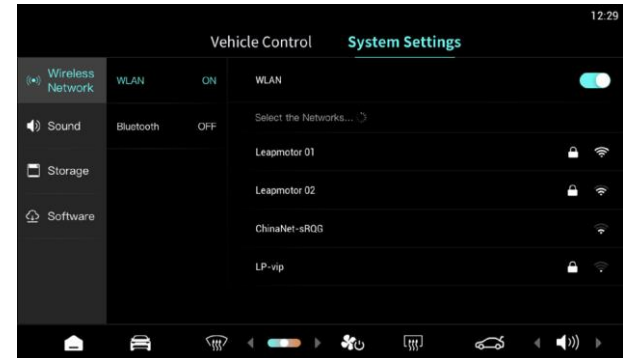 12:29
Vehicle Control System Settings
Wireless
Network
Sound
Storage
Software
WLAN ON
Bluetooth OFF
WLAN
Select the Networks...
Leapmotor 01
Leapmotor 02
ChinaNet-sRQG
LP-vip